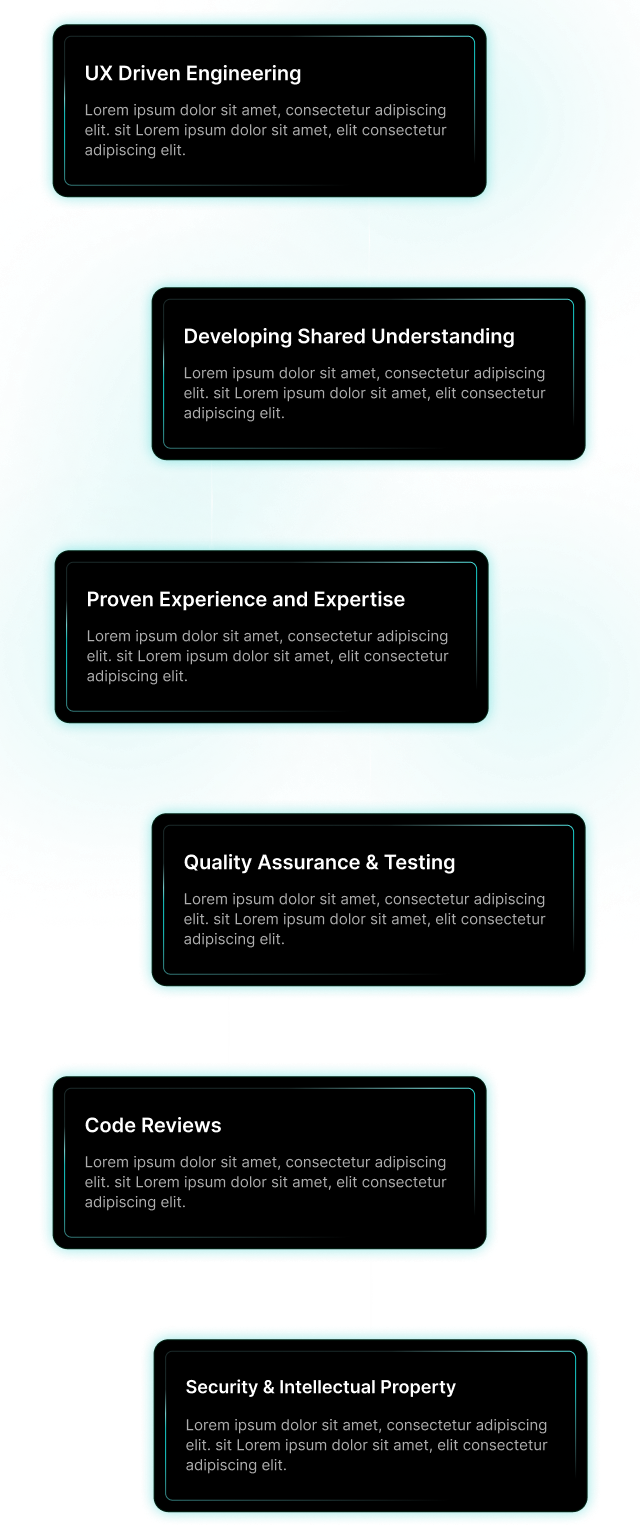 UX Driven Engineering
Lorem ipsum dolor sit amet, consectetur adipiscing
elit. sit Lorem ipsum dolor sit amet, elit consectetur
adipiscing elit.
Developing Shared Understanding
Lorem ipsum dolor sit amet, consectetur adipiscing
elit. sit Lorem ipsum dolor sit amet, elit consectetur
adipiscing elit.
Proven Experience and Expertise
Lorem ipsum dolor sit amet, consectetur adipiscing
elit. sit Lorem ipsum dolor sit amet, elit consectetur
adipiscing elit.
Quality Assurance & Testing
Lorem ipsum dolor sit amet, consectetur adipiscing
elit. sit Lorem ipsum dolor sit amet, elit consectetur
adipiscing elit.
Code Reviews
Lorem ipsum dolor sit amet, consectetur adipiscing
elit. sit Lorem ipsum dolor sit amet, elit consectetur
adipiscing elit.
Security & Intellectual Property
Lorem ipsum dolor sit amet, consectetur adipiscing
elit. sit Lorem ipsum dolor sit amet, elit consectetur
adipiscing elit.